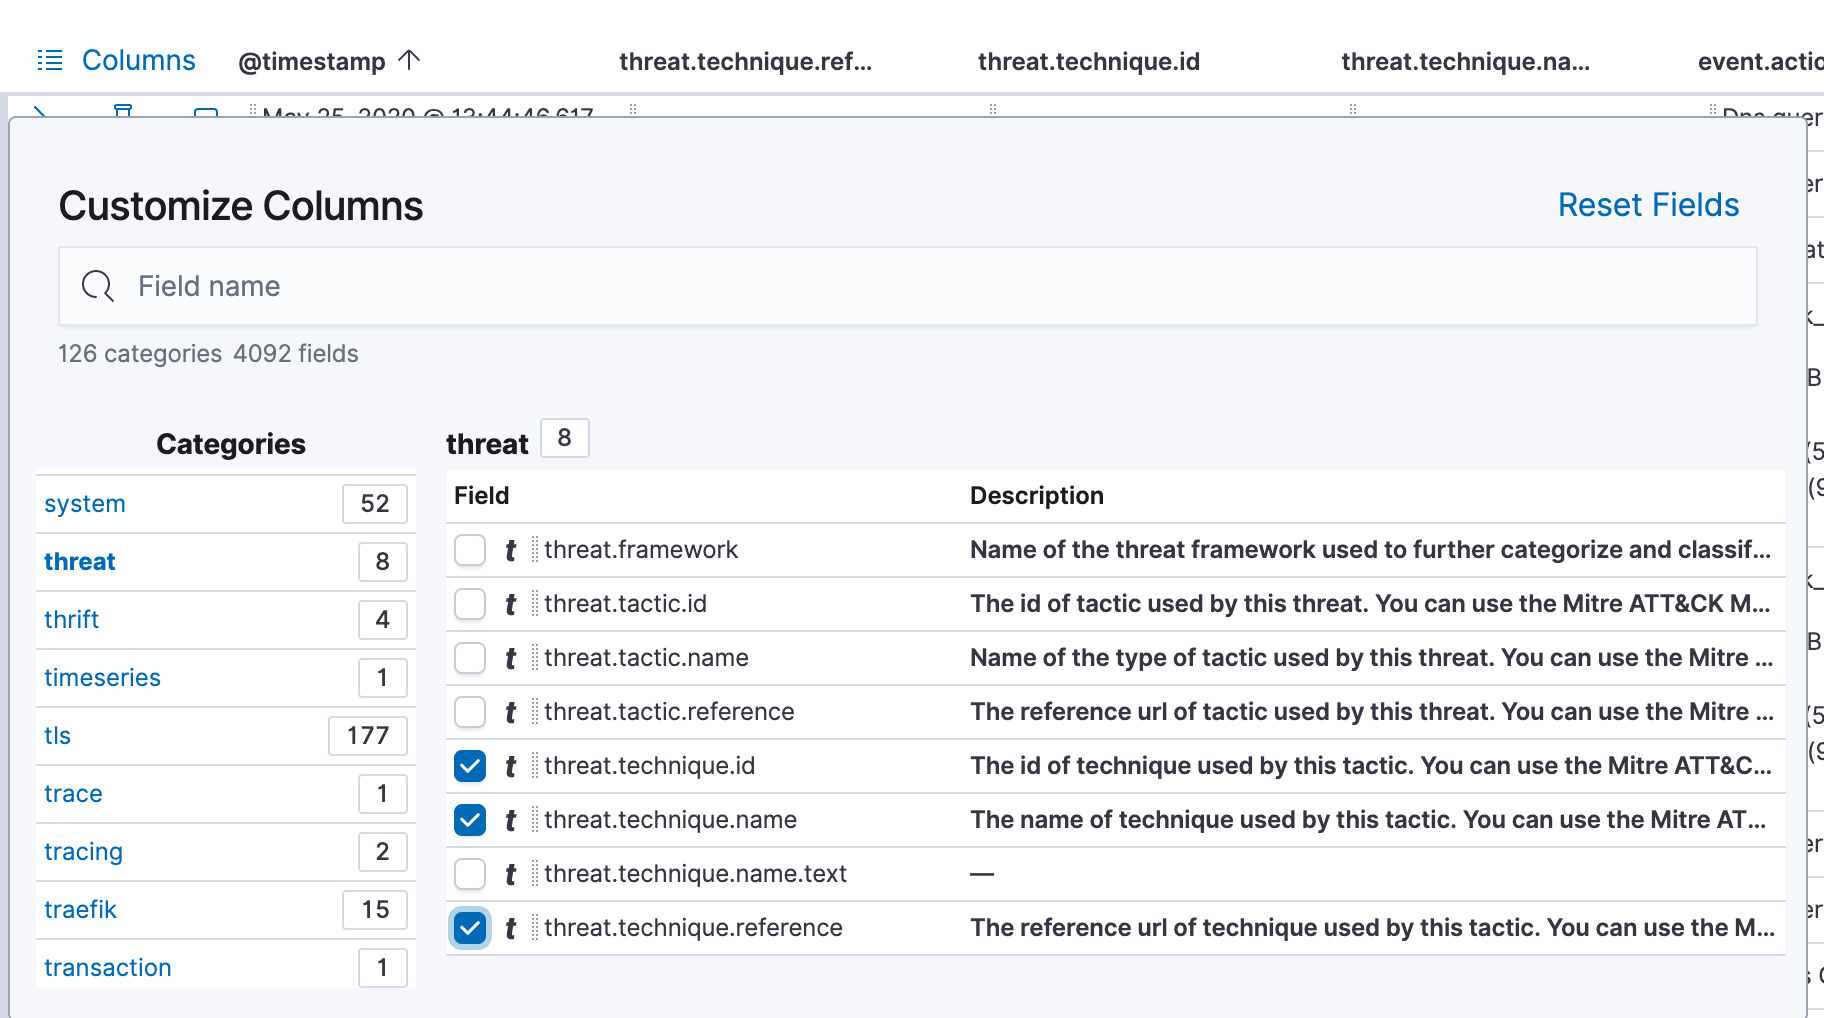 Columns @timestamp threat.technique.ref... threat.technique.id threat.technique.na... event.actio
May 25, 2020 @ 13:44:46.617
Customize Columns Reset Fields
Field name
126 categories 4092 fields
Categories
system 52
threat 8
thrift 4
timeseries 1
tls 177
trace 1
tracing 2
traefik 15
transaction 1
threat 8
Field Description
t threat.framework Name of the threat framework used to further categorize and classif...
t threat.tactic.id The id of tactic used by this threat. You can use the Mitre ATT&CK M...
t threat.tactic.name Name of the type of tactic used by this threat. You can use the Mitre ...
t threat.tactic.reference The reference url of tactic used by this threat. You can use the Mitre ...
t threat.technique.id The id of technique used by this tactic. You can use the Mitre ATT&C...
t threat.technique.name The name of technique used by this tactic. You can use the Mitre AT...
t threat.technique.name.text —
t threat.technique.reference The reference url of technique used by this tactic. You can use the M...